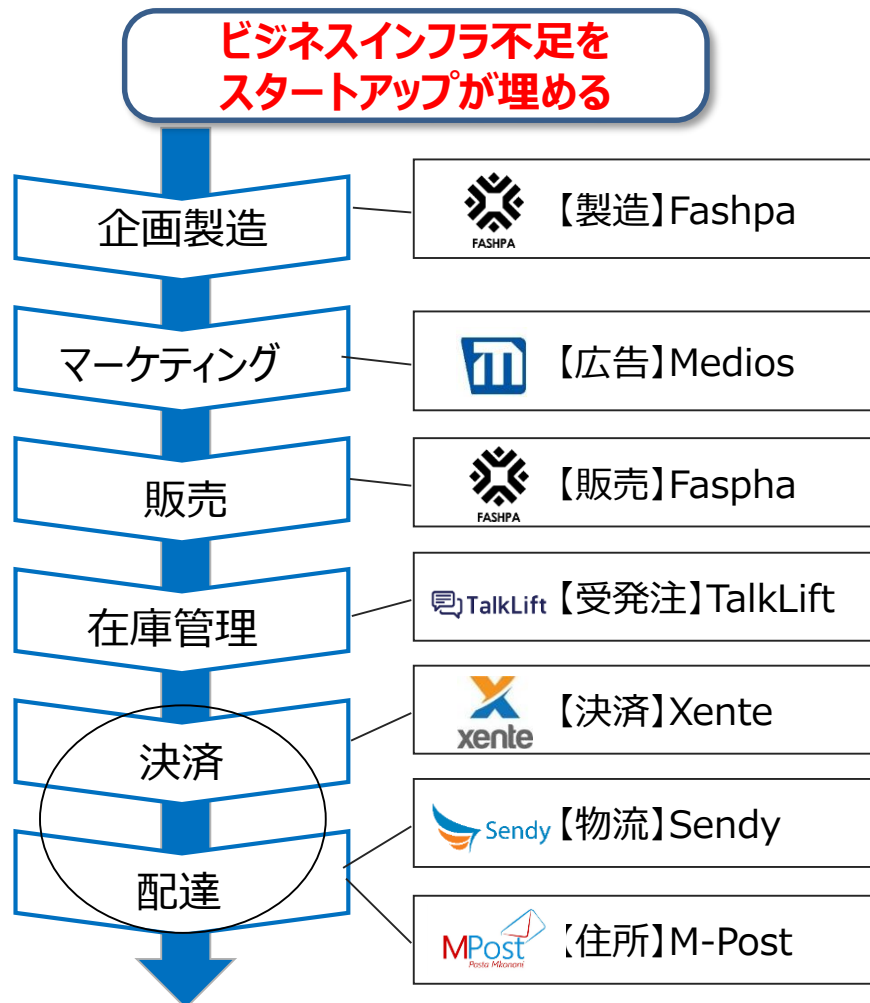 ビジネスインフラ不足を
スタートアップが埋める
企画製造
FASHPA
【製造】Fashpa
マーケティング
【広告】Medios
販売
FASHPA
【販売】Faspha
在庫管理
TalkLift
【受発注】TalkLift
決済
xente
【決済】Xente
配達
Sendy
【物流】Sendy
MPost
Posta Mkononi
【住所】M-Post